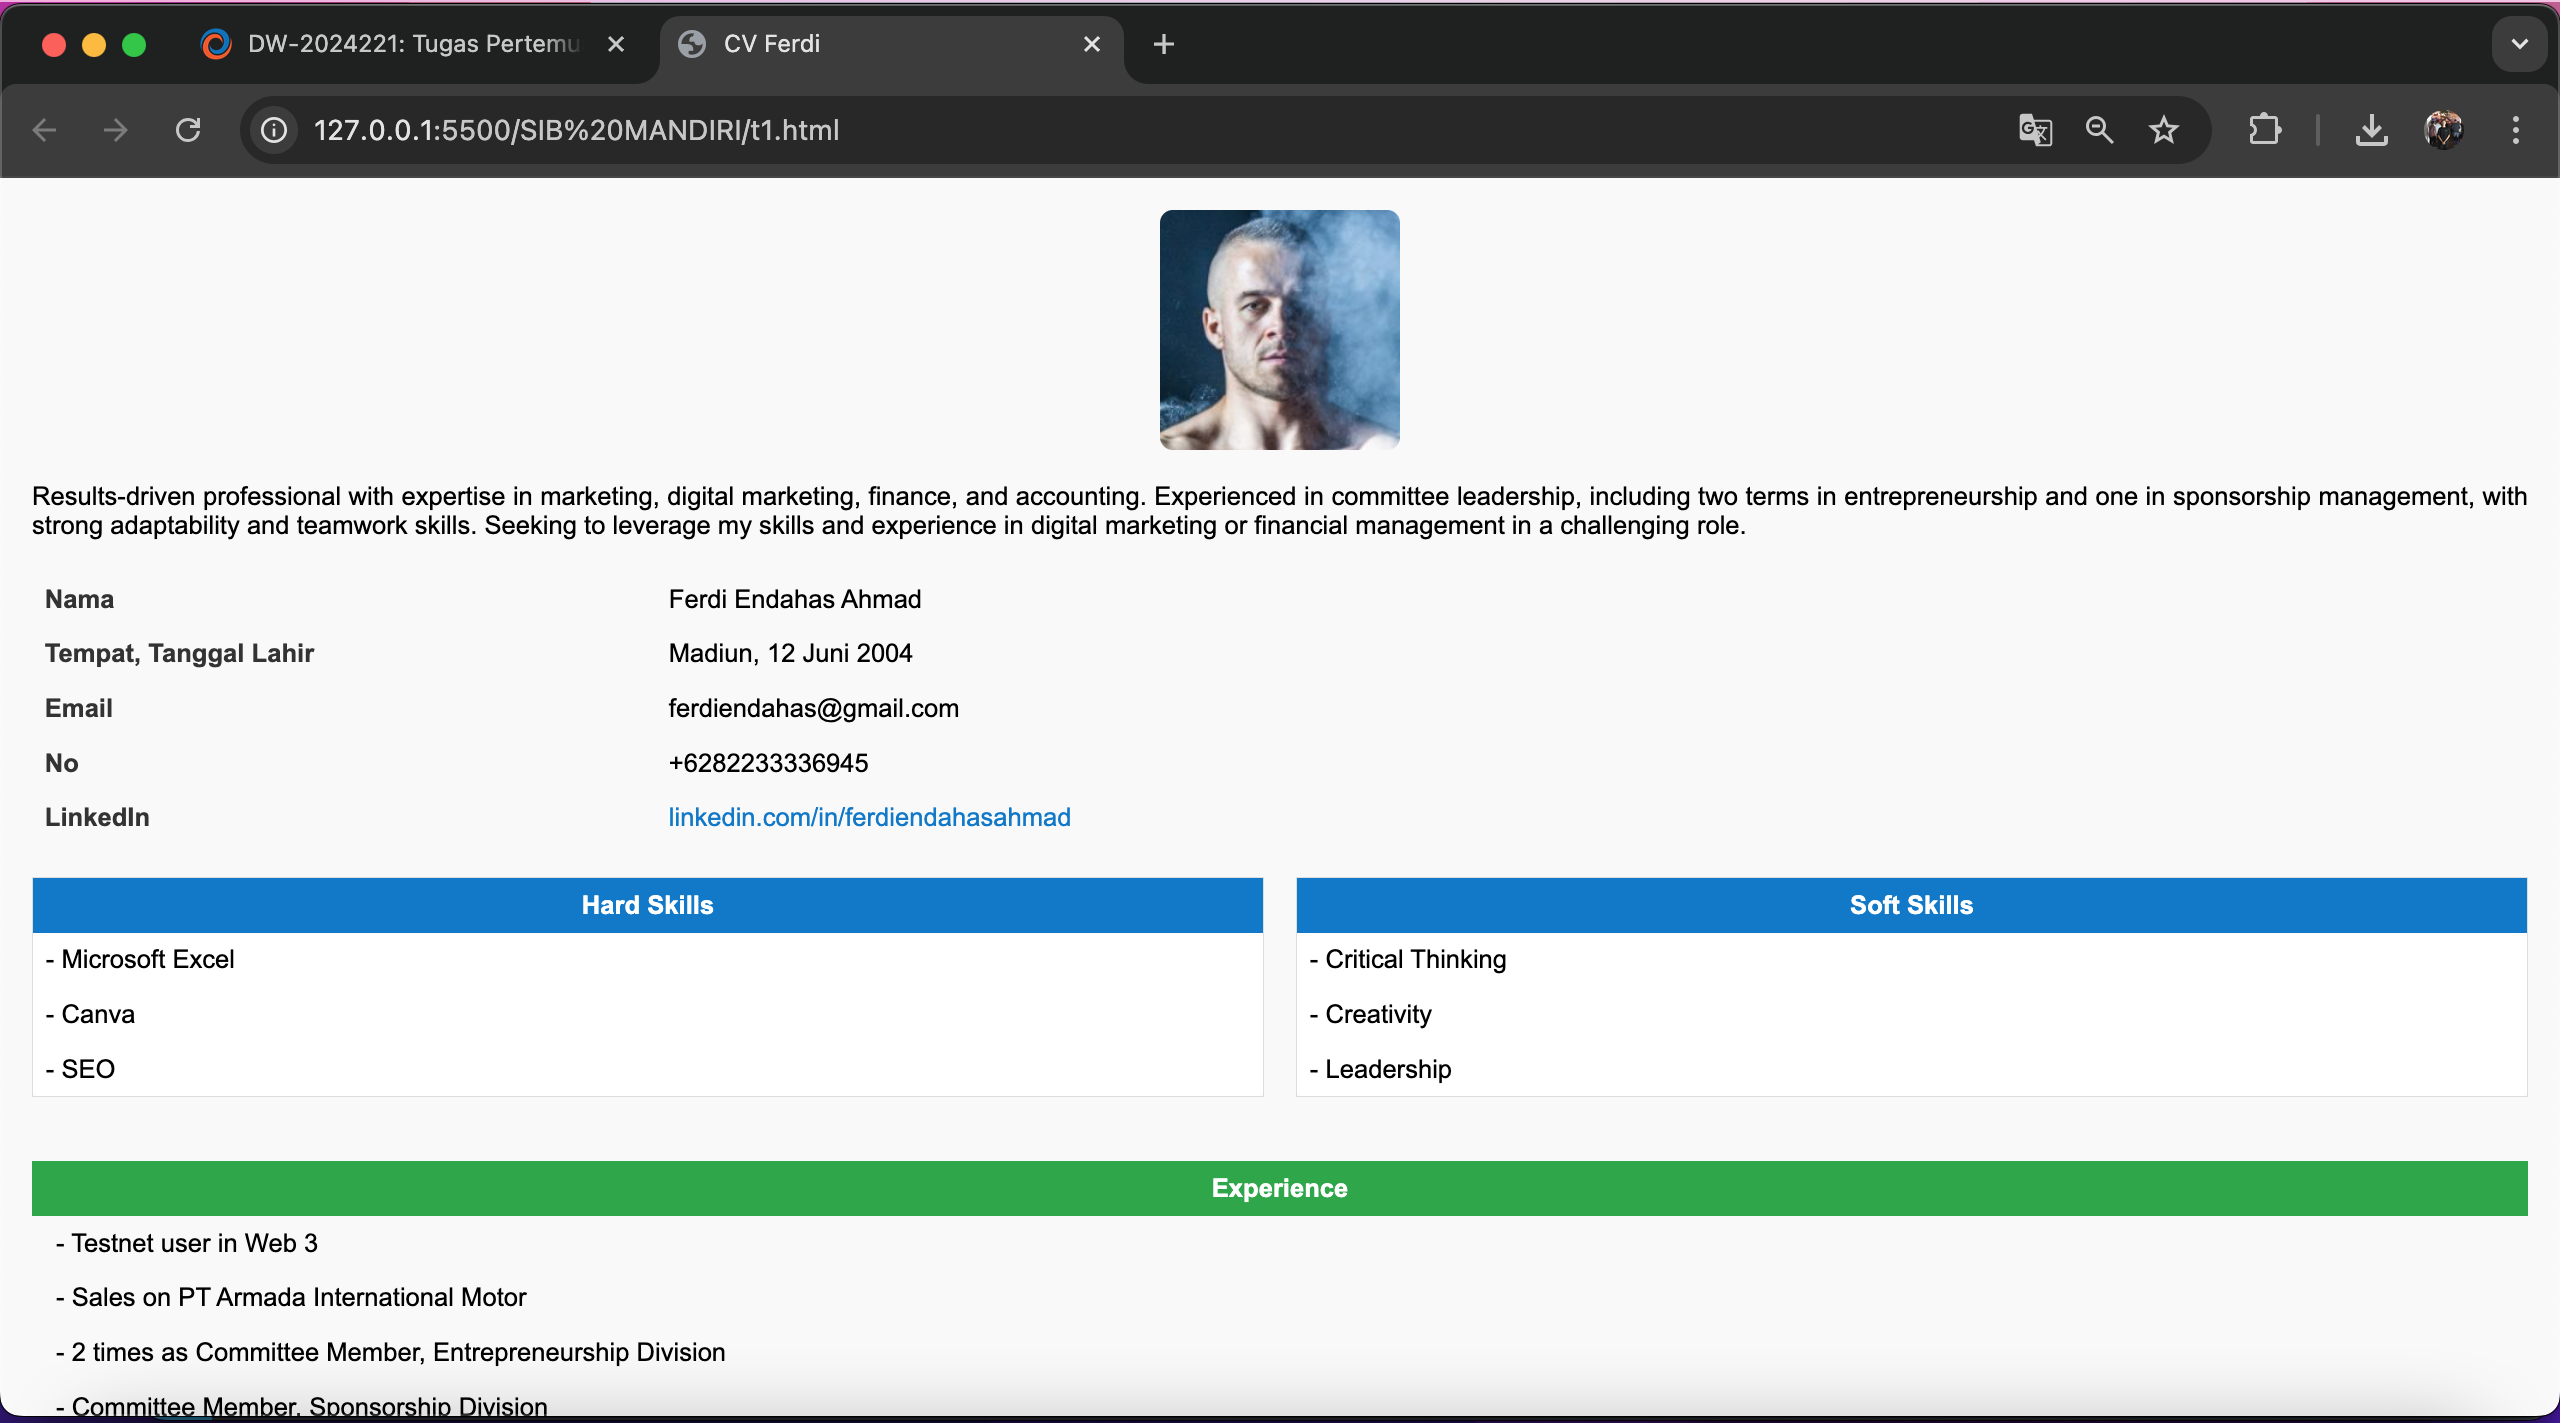 DW-2024221: Tugas Pertemu
CV Ferdi
127.0.0.1:5500/SIB%20MANDIRI/t1.html
Results-driven professional with expertise in marketing, digital marketing, finance, and accounting. Experienced in committee leadership, including two terms in entrepreneurship and one in sponsorship management, with
strong adaptability and teamwork skills. Seeking to leverage my skills and experience in digital marketing or financial management in a challenging role.
Nama Ferdi Endahas Ahmad
Tempat, Tanggal Lahir Madiun, 12 Juni 2004
Email ferdiendahas@gmail.com
No +6282233336945
LinkedIn linkedin.com/in/ferdiendahasahmad
Hard Skills
- Microsoft Excel
- Canva
- SEO
Soft Skills
- Critical Thinking
- Creativity
- Leadership
Experience
- Testnet user in Web 3
- Sales on PT Armada International Motor
- 2 times as Committee Member, Entrepreneurship Division
- Committee Member, Sponsorship Division